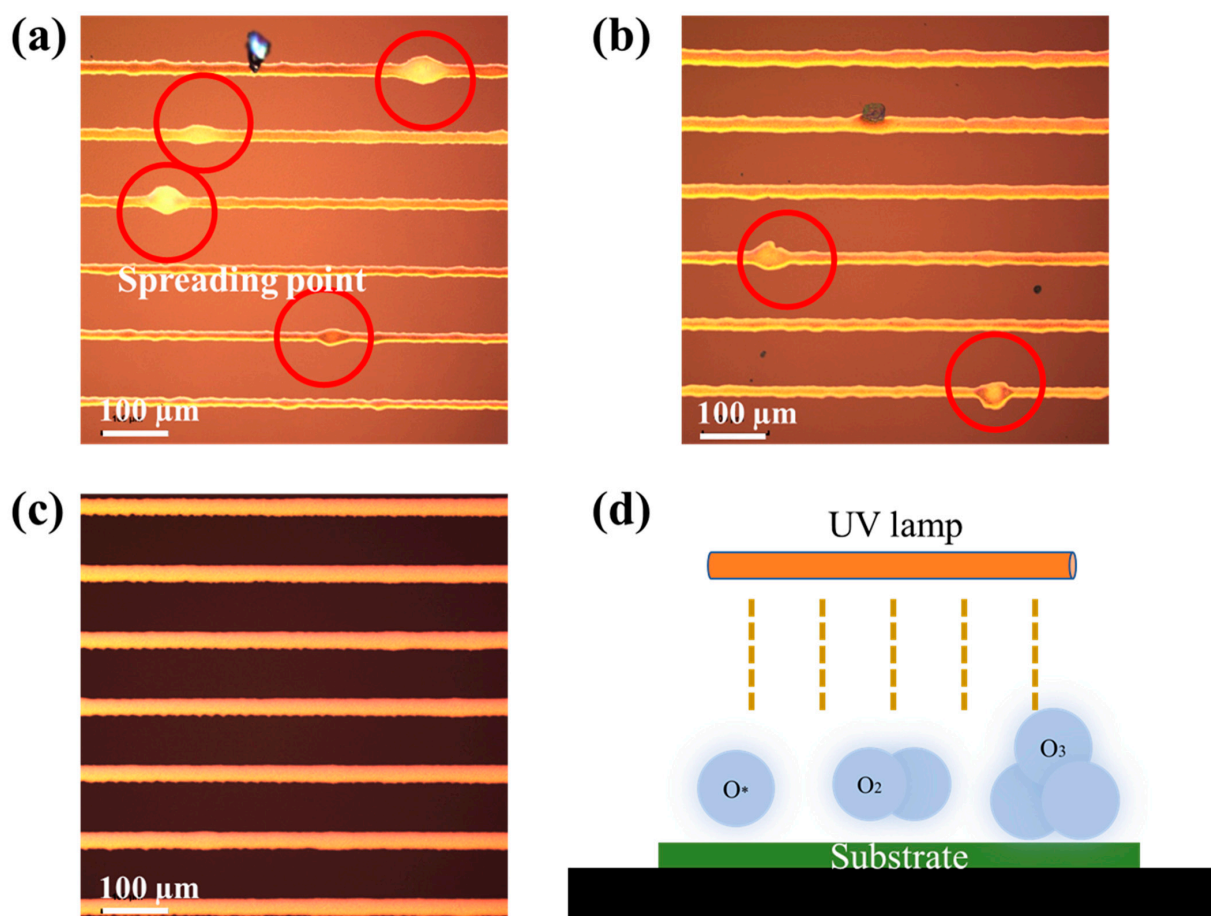 (a)
Spreading point
100 μm
(b)
100 μm
(c)
100 μm
(d)
UV lamp
O*
O₂
O₃
Substrate